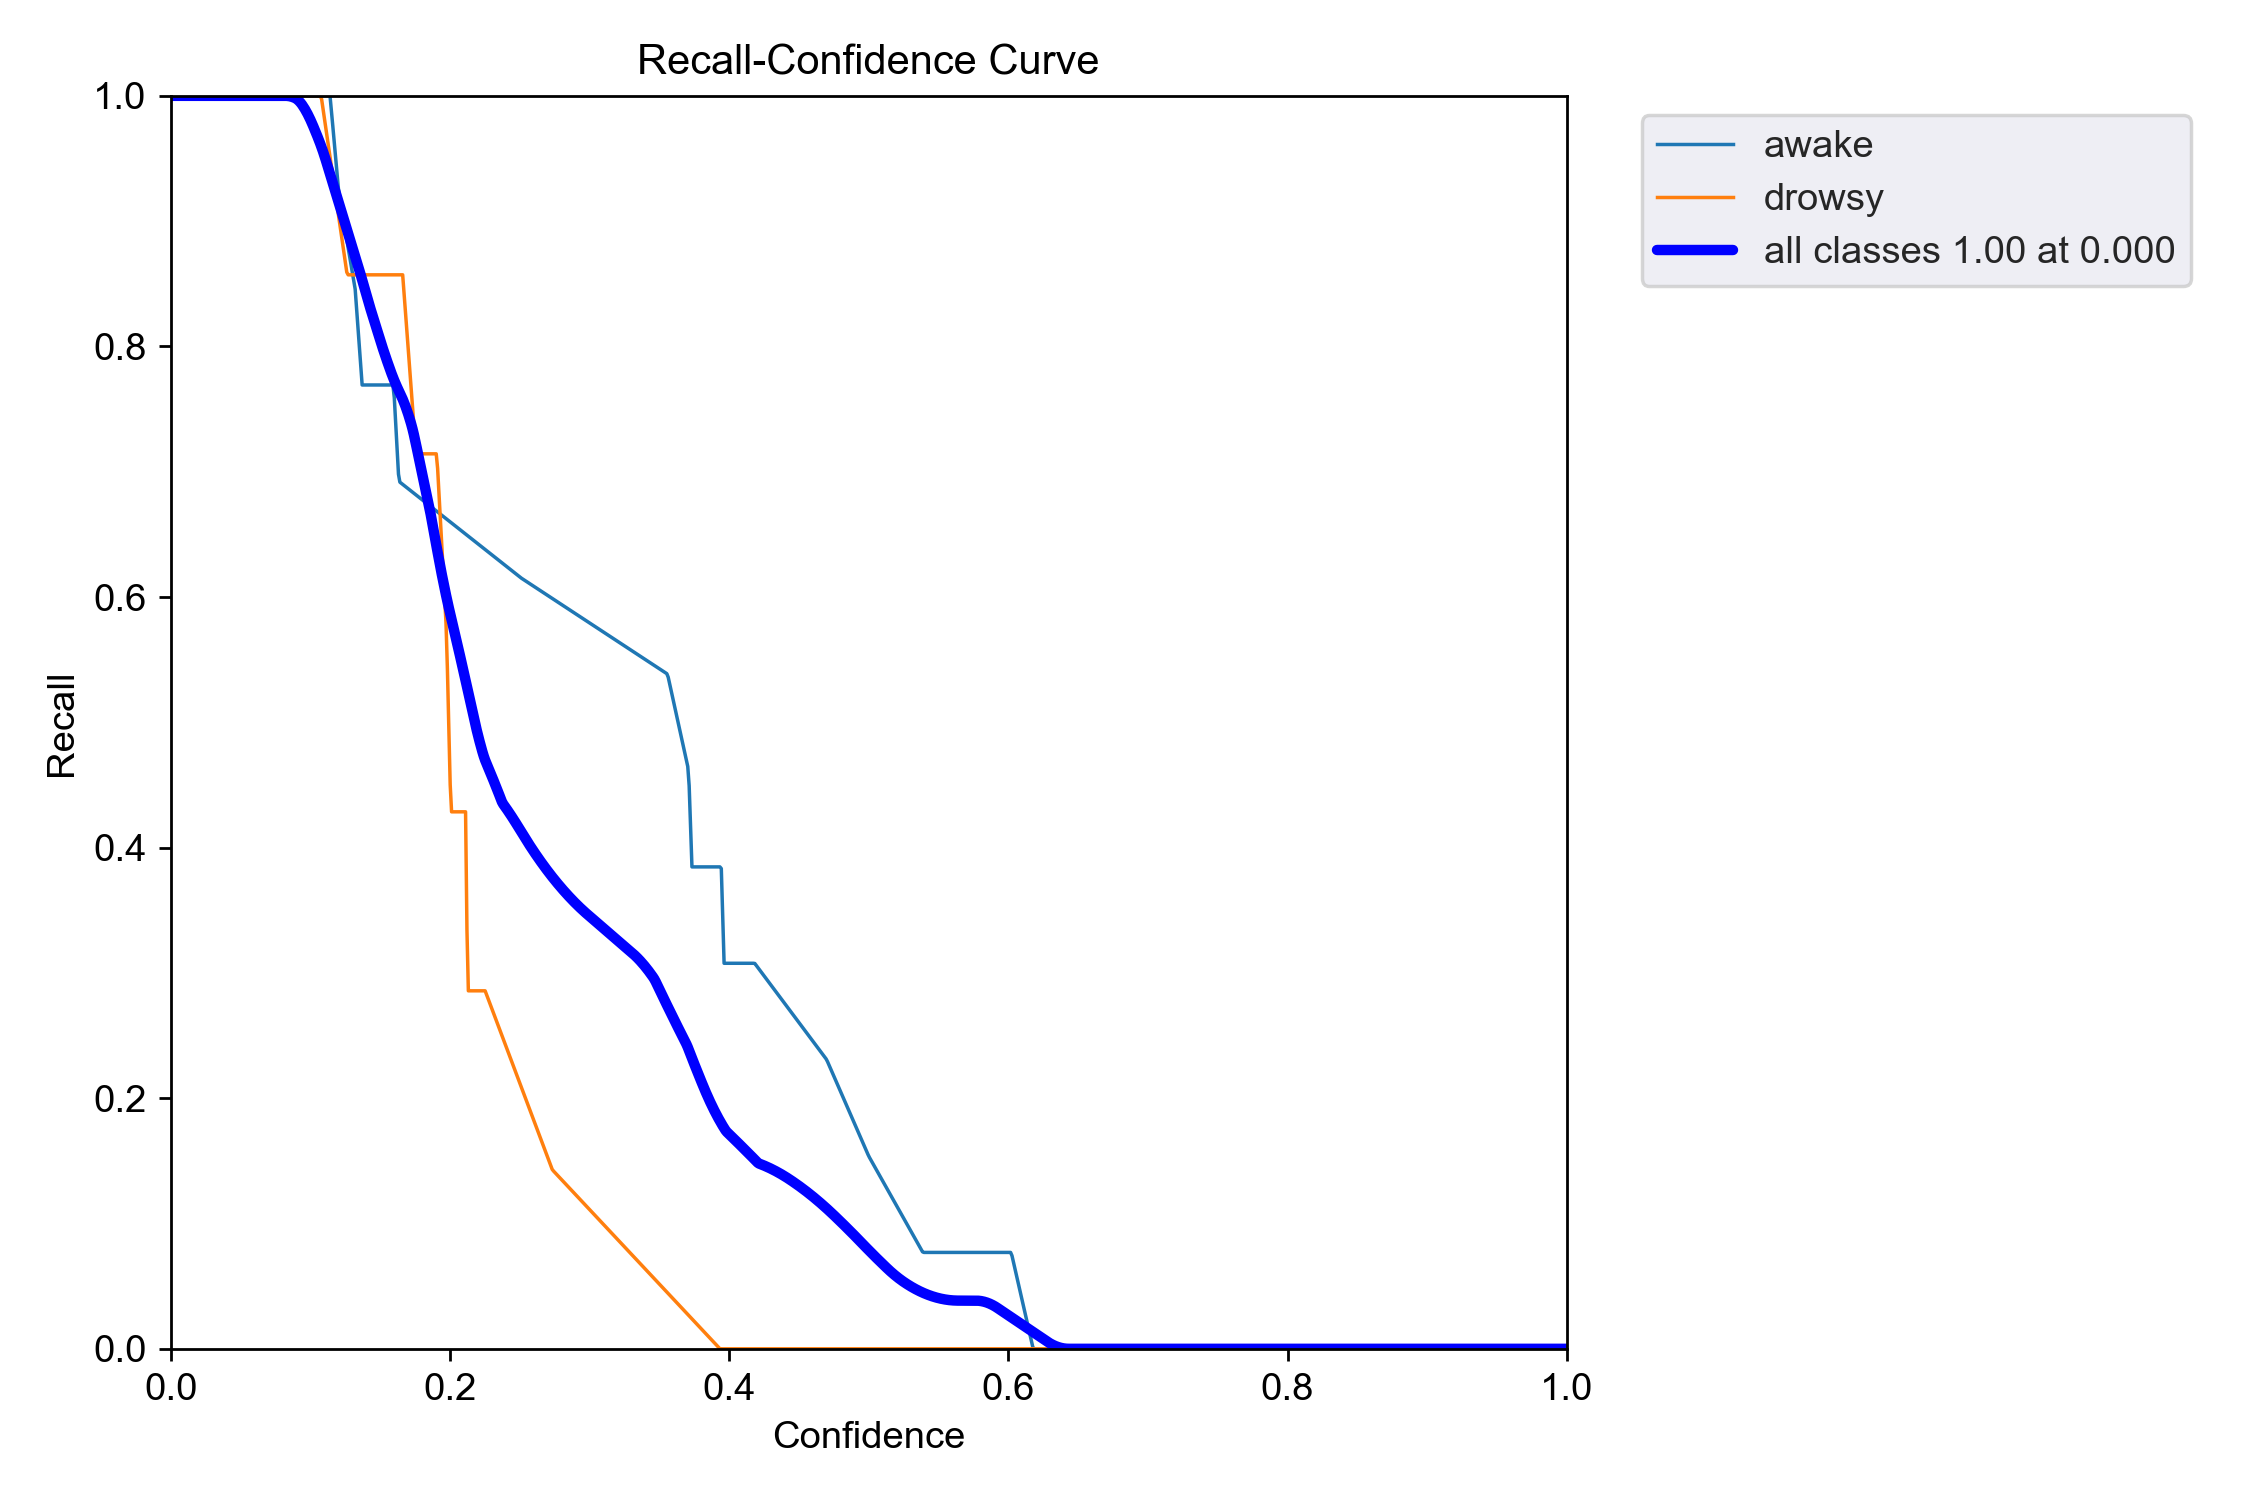 Recall-Confidence Curve
1.0
0.8
0.6
0.4
0.2
0.0
Recall
0.0 0.2 0.4 0.6 0.8 1.0
Confidence
awake
drowsy
all classes 1.00 at 0.000